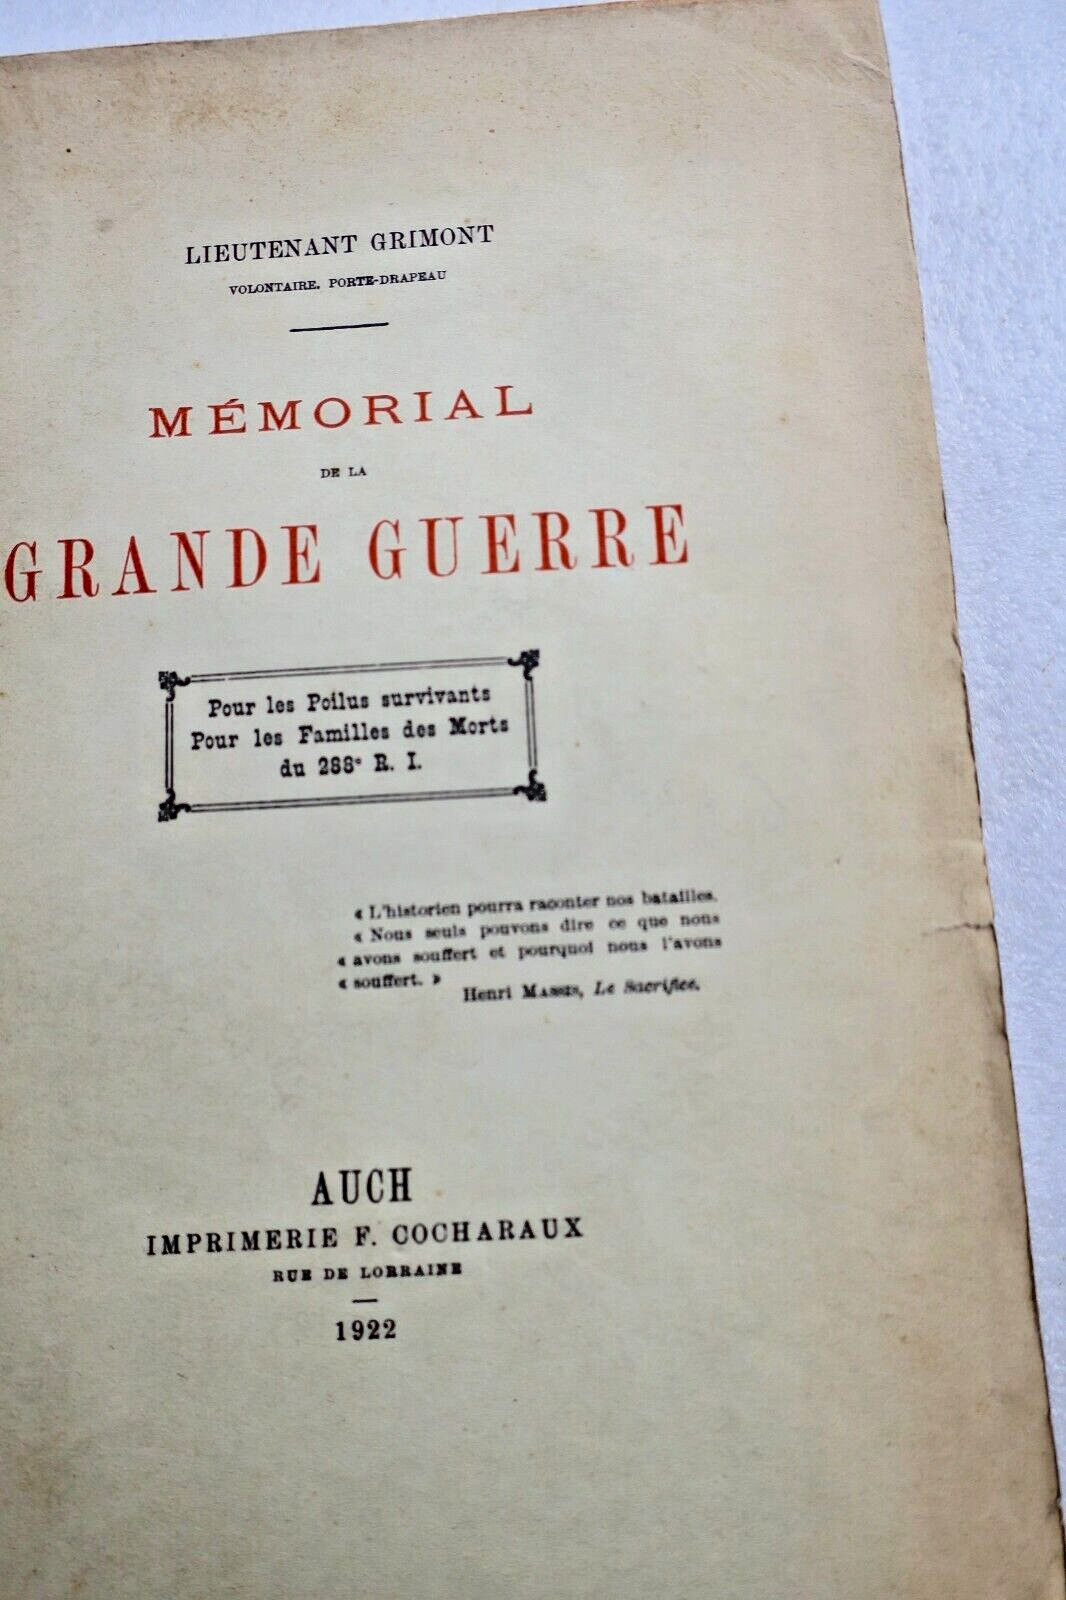 LIEUTENANT GRIMONT
VOLONTAIRE, PORTE-DRAPEAU
MÉMORIAL
DE LA
GRANDE GUERRE
Pour les Poilus survivants
Pour les Familles des Morts
du 288e R. I.
« L'historien pourra raconter nos batailles.
« Nous seuls pouvons dire ce que nous
« avons souffert et pourquoi nous l'avons
« souffert. »
Henri MASSIS, Le Sacrifice.
AUCH
IMPRIMERIE F. COCHARAUX
RUE DE LORRAINE
1922